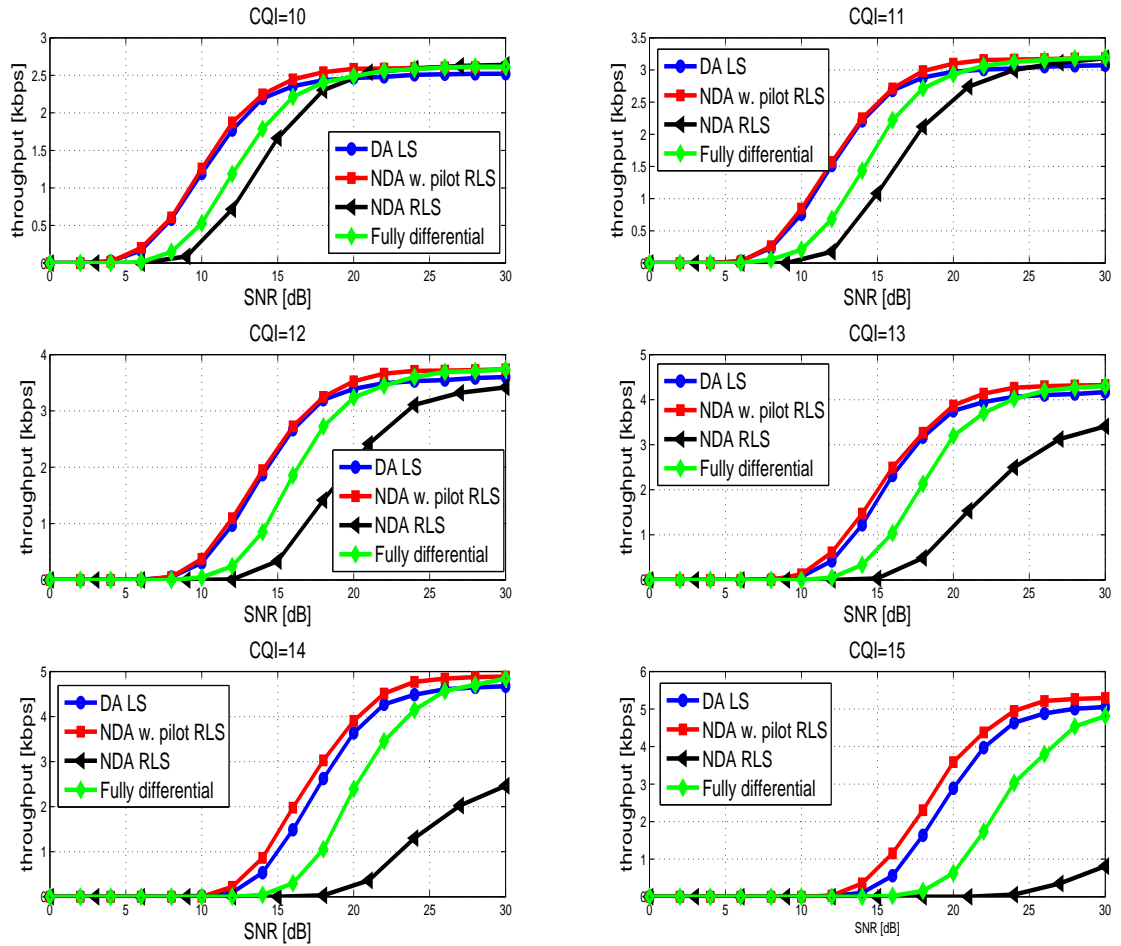 CQI=10
3
2.5
2
1.5
1
0.5
0
throughput [kbps]
0 5 10 15 20 25 30
SNR [dB]
DA LS
NDA w. pilot RLS
NDA RLS
Fully differential
CQI=11
3.5
3
2.5
2
1.5
1
0.5
0
throughput [kbps]
0 5 10 15 20 25 30
SNR [dB]
DA LS
NDA w. pilot RLS
NDA RLS
Fully differential
CQI=12
4
3
2
1
0
throughput [kbps]
0 5 10 15 20 25 30
SNR [dB]
DA LS
NDA w. pilot RLS
NDA RLS
Fully differential
CQI=13
5
4
3
2
1
0
throughput [kbps]
0 5 10 15 20 25 30
SNR [dB]
DA LS
NDA w. pilot RLS
NDA RLS
Fully differential
CQI=14
5
4
3
2
1
0
throughput [kbps]
0 5 10 15 20 25 30
SNR [dB]
DA LS
NDA w. pilot RLS
NDA RLS
Fully differential
CQI=15
6
5
4
3
2
1
0
throughput [kbps]
0 5 10 15 20 25 30
SNR [dB]
DA LS
NDA w. pilot RLS
NDA RLS
Fully differential